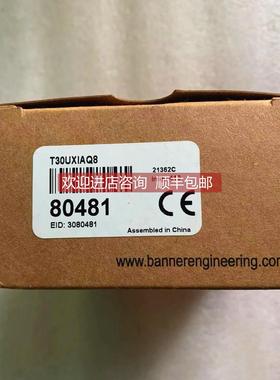 T30UXIAQ8
21362C
欢迎进店咨询 顺丰包邮
80481
EID: 3080481
CE
Assembled in China
www.bannerengineering.com